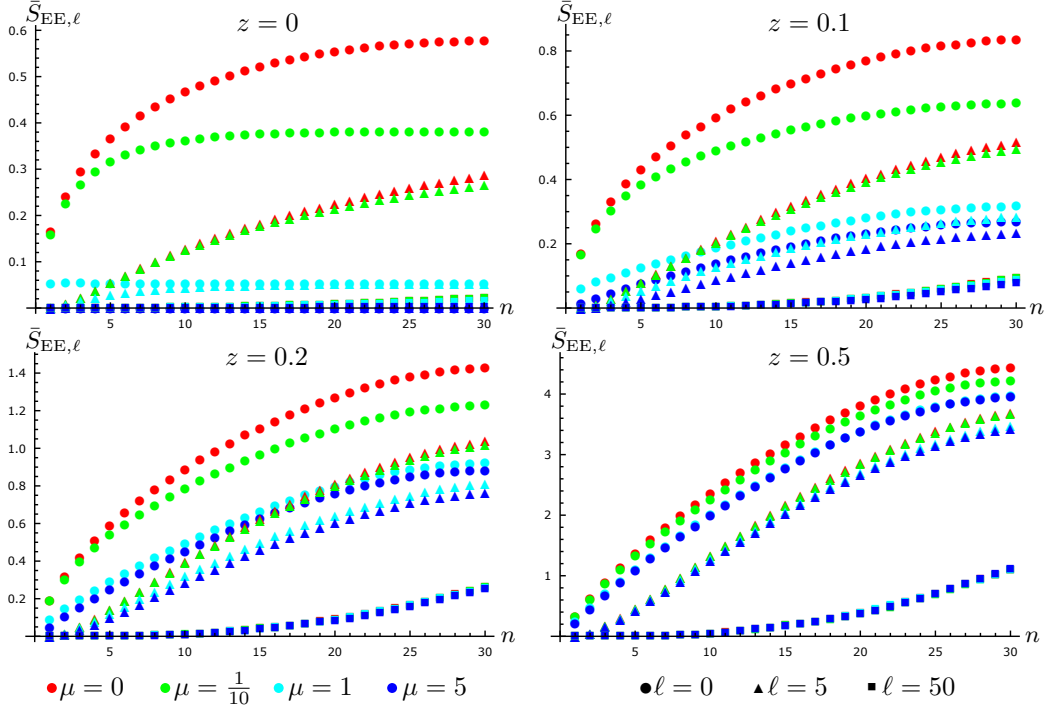 S̄_EE,ℓ z = 0
0.6
0.5
0.4
0.3
0.2
0.1
5 10 15 20 25 30 n
S̄_EE,ℓ z = 0.1
0.8
0.6
0.4
0.2
5 10 15 20 25 30 n
S̄_EE,ℓ z = 0.2
1.4
1.2
1.0
0.8
0.6
0.4
0.2
5 10 15 20 25 30 n
S̄_EE,ℓ z = 0.5
4
3
2
1
5 10 15 20 25 30 n
μ = 0 μ = 1/10 μ = 1 μ = 5 ℓ = 0 ℓ = 5 ℓ = 50